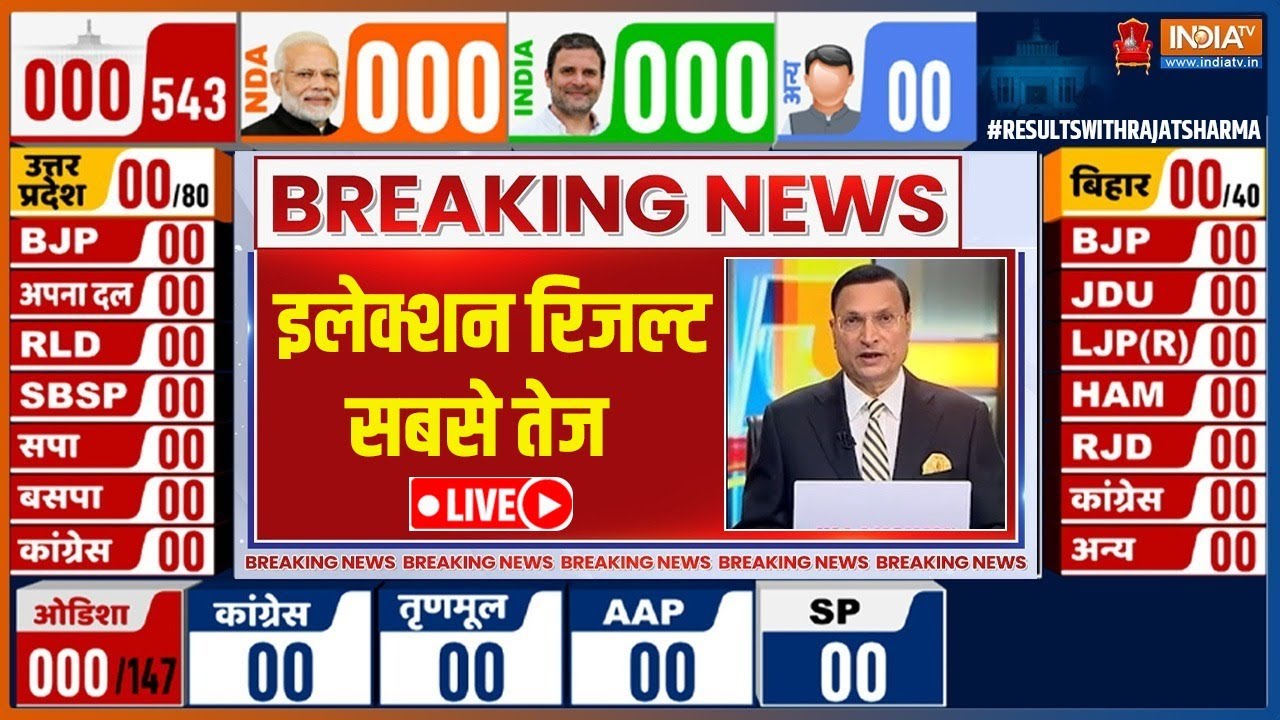 000 543
NDA 000
INDIA 000
अन्य 00
INDIA TV
www.indiatv.in
#RESULTSWITHRAJATSHARMA
उत्तर प्रदेश 00/80
BJP 00
अपना दल 00
RLD 00
SBSP 00
सपा 00
बसपा 00
कांग्रेस 00
BREAKING NEWS
इलेक्शन रिजल्ट
सबसे तेज
LIVE
BREAKING NEWS BREAKING NEWS BREAKING NEWS BREAKING NEWS BREAKING NEWS
बिहार 00/40
BJP 00
JDU 00
LJP(R) 00
HAM 00
RJD 00
कांग्रेस 00
अन्य 00
ओडिशा 000/147
कांग्रेस 00
तृणमूल 00
AAP 00
SP 00